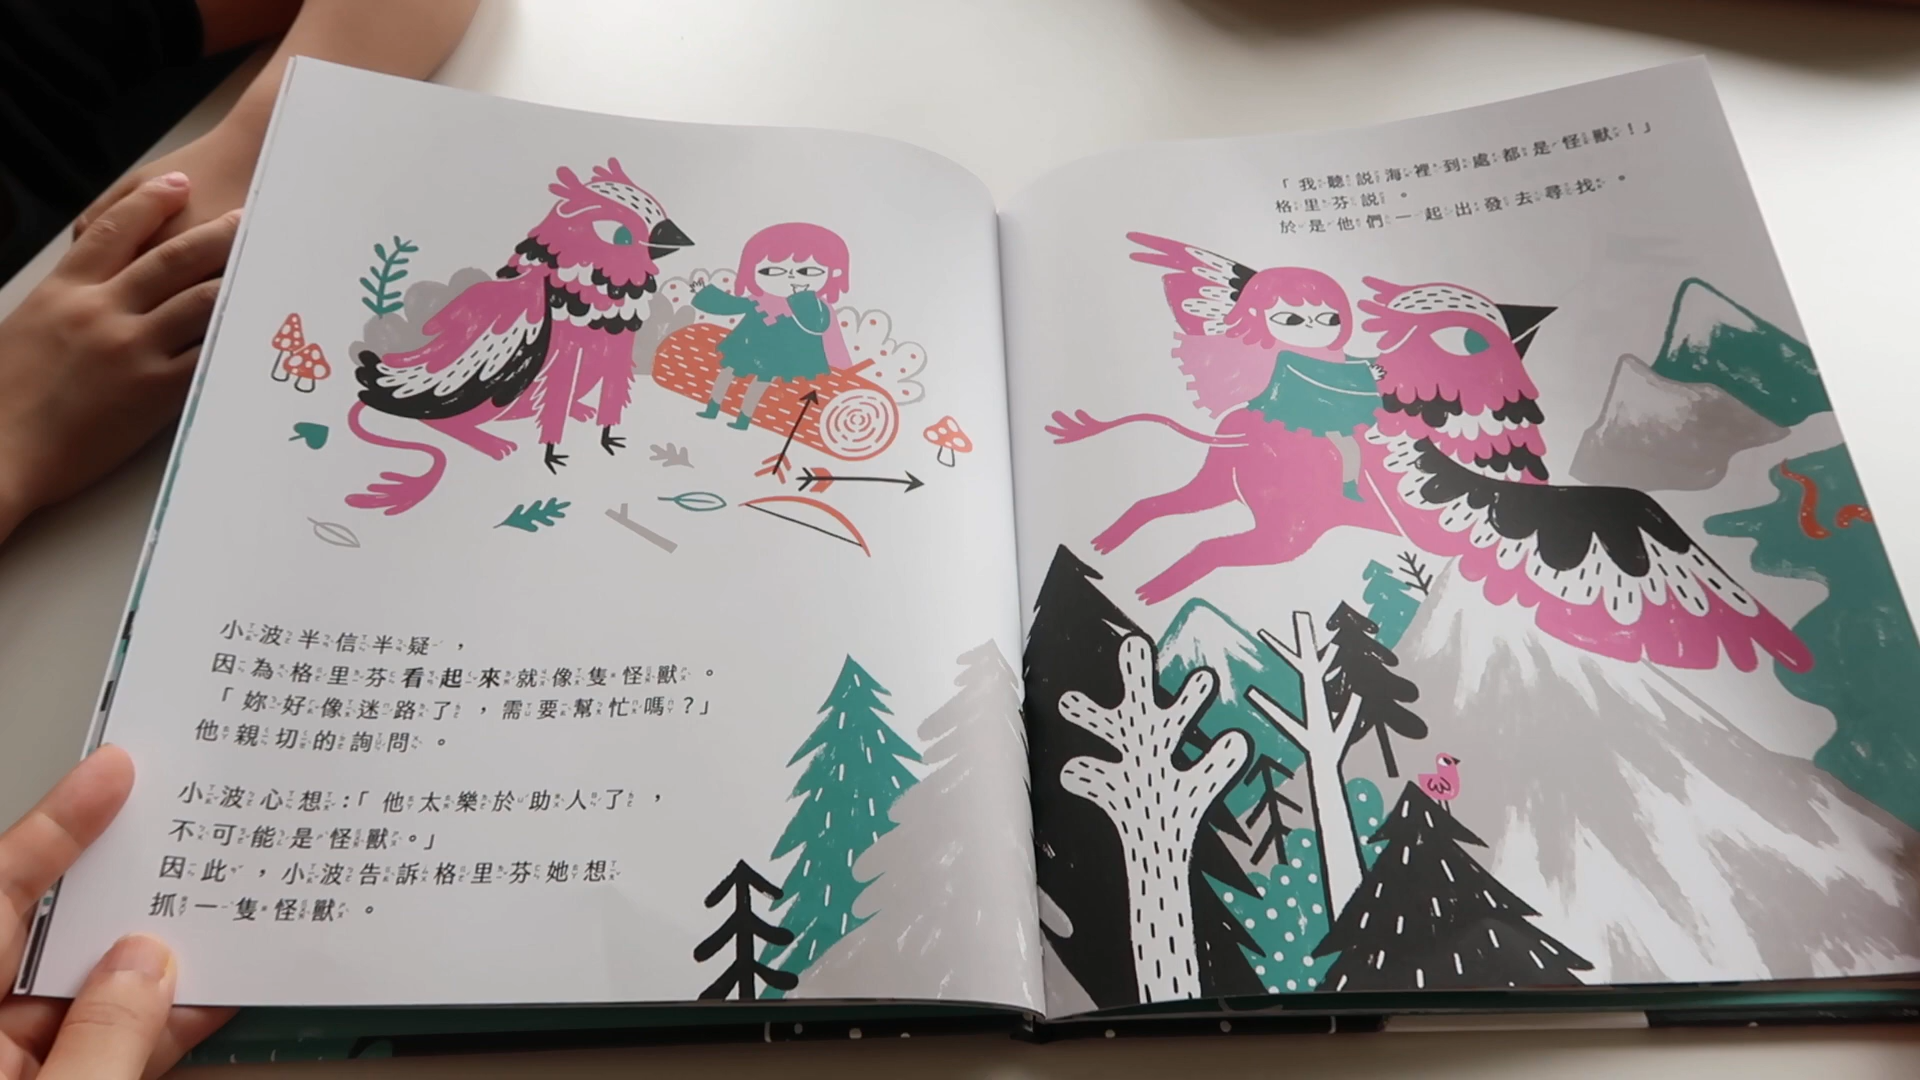 小波半信半疑，
因為格里芬看起來就像隻怪獸。
「妳好像迷路了，需要幫忙嗎？」
他親切的詢問。
小波心想：「他太樂於助人了，
不可能是怪獸。」
因此，小波告訴格里芬她想
抓一隻怪獸。
「我聽説海裡到處都是怪獸！」
格里芬説。
於是他們一起出發去尋找。